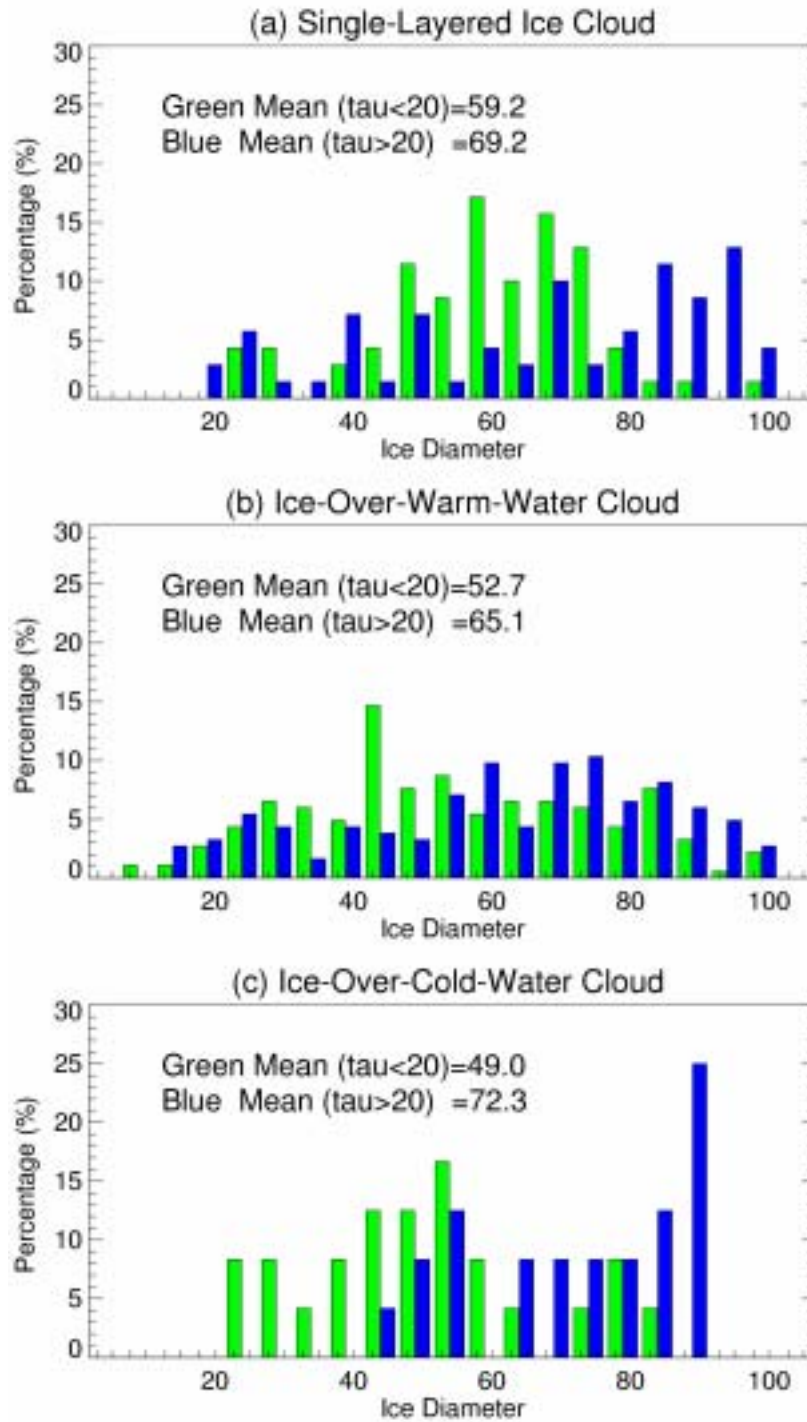 (a) Single-Layered Ice Cloud
30
25
20
15
10
5
0
Percentage (%)
Green Mean (tau<20)=59.2
Blue Mean (tau>20) =69.2
20 40 60 80 100
Ice Diameter
(b) Ice-Over-Warm-Water Cloud
30
25
20
15
10
5
0
Percentage (%)
Green Mean (tau<20)=52.7
Blue Mean (tau>20) =65.1
20 40 60 80 100
Ice Diameter
(c) Ice-Over-Cold-Water Cloud
30
25
20
15
10
5
0
Percentage (%)
Green Mean (tau<20)=49.0
Blue Mean (tau>20) =72.3
20 40 60 80 100
Ice Diameter